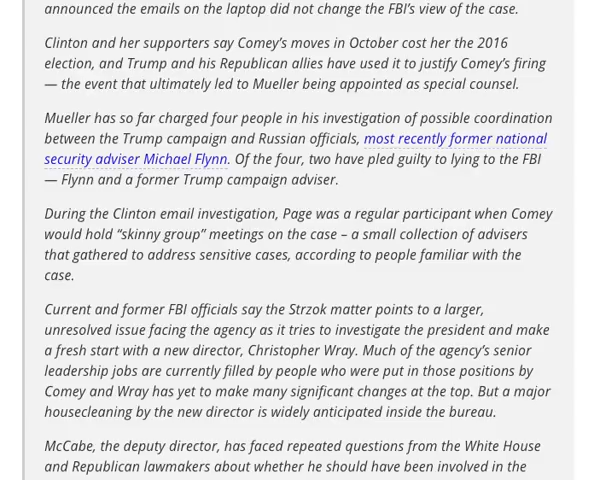 announced the emails on the laptop did not change the FBI's view of the case.
Clinton and her supporters say Comey's moves in October cost her the 2016
election, and Trump and his Republican allies have used it to justify Comey's firing
— the event that ultimately led to Mueller being appointed as special counsel.
Mueller has so far charged four people in his investigation of possible coordination
between the Trump campaign and Russian officials, most recently former national
security adviser Michael Flynn. Of the four, two have pled guilty to lying to the FBI
— Flynn and a former Trump campaign adviser.
During the Clinton email investigation, Page was a regular participant when Comey
would hold “skinny group” meetings on the case – a small collection of advisers
that gathered to address sensitive cases, according to people familiar with the
case.
Current and former FBI officials say the Strzok matter points to a larger,
unresolved issue facing the agency as it tries to investigate the president and make
a fresh start with a new director, Christopher Wray. Much of the agency's senior
leadership jobs are currently filled by people who were put in those positions by
Comey and Wray has yet to make many significant changes at the top. But a major
housecleaning by the new director is widely anticipated inside the bureau.
McCabe, the deputy director, has faced repeated questions from the White House
and Republican lawmakers about whether he should have been involved in the